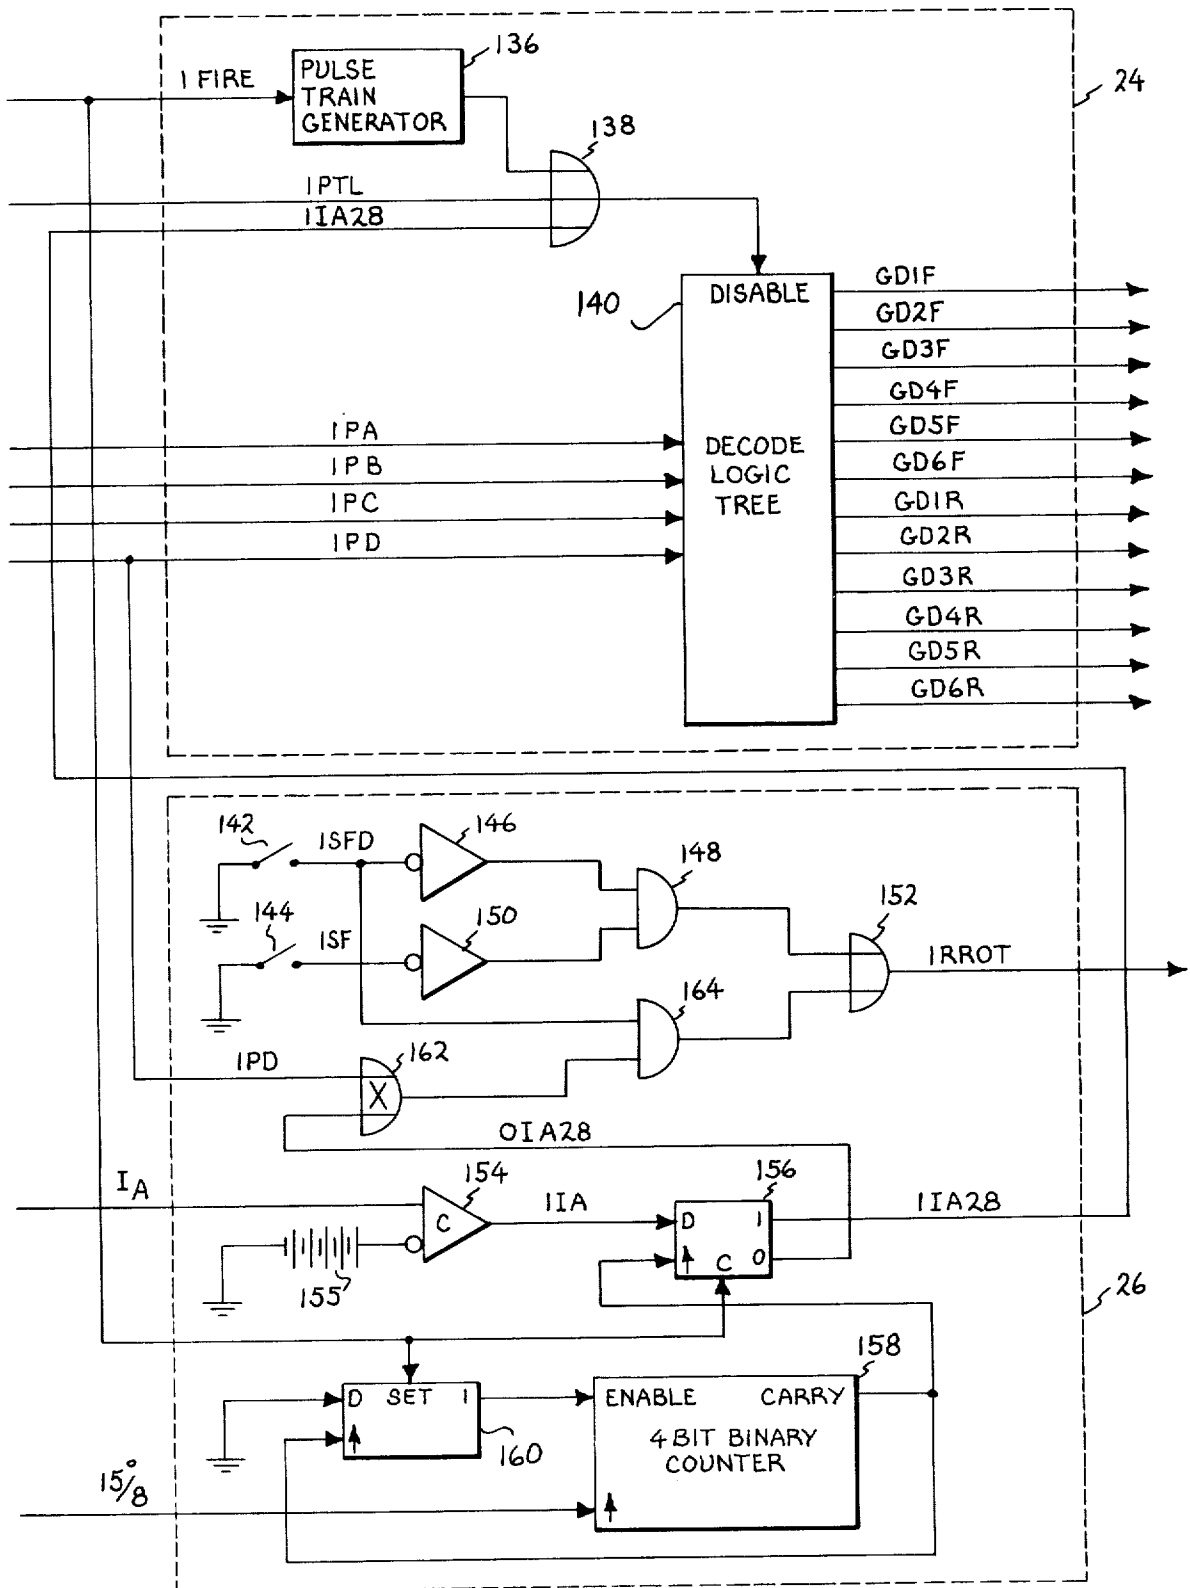 136
PULSE
TRAIN
GENERATOR
1 FIRE
24
138
1PTL
1IA28
140
DISABLE
DECODE
LOGIC
TREE
GD1F
GD2F
GD3F
GD4F
GD5F
GD6F
GD1R
GD2R
GD3R
GD4R
GD5R
GD6R
1PA
1PB
1PC
1PD
142
1SFD
146
148
144
1SF
150
152
1RROT
164
1PD
162
X
0IA28
IA
154
C
1IA
156
D 1
C 0
1IA28
155
26
158
D SET 1
160
ENABLE CARRY
4 BIT BINARY
COUNTER
15°/8